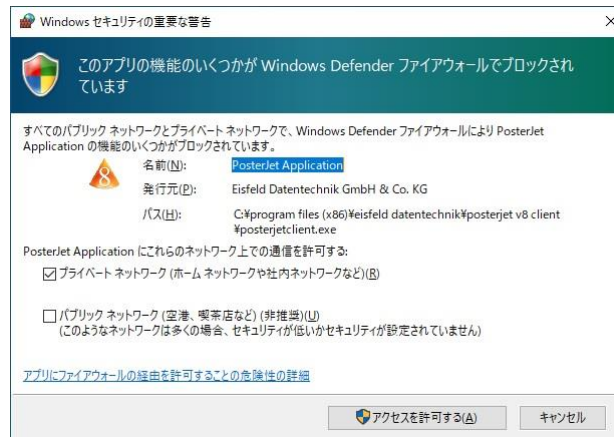 Windows セキュリティの重要な警告
このアプリの機能のいくつかが Windows Defender ファイアウォールでブロックされ
ています
すべてのパブリック ネットワークとプライベート ネットワークで、Windows Defender ファイアウォールにより PosterJet
Application の機能のいくつかがブロックされています。
8
名前(N): PosterJet Application
発行元(P): Eisfeld Datentechnik GmbH & Co. KG
パス(H): C:¥program files (x86)¥eisfeld datentechnik¥posterjet v8 client
¥posterjetclient.exe
PosterJet Application にこれらのネットワーク上での通信を許可する:
プライベート ネットワーク (ホーム ネットワークや社内ネットワークなど)(R)
パブリック ネットワーク (空港、喫茶店など) (非推奨)(U)
(このようなネットワークは多くの場合、セキュリティが低いかセキュリティが設定されていません)
アプリにファイアウォールの経由を許可することの危険性の詳細
アクセスを許可する(A) キャンセル